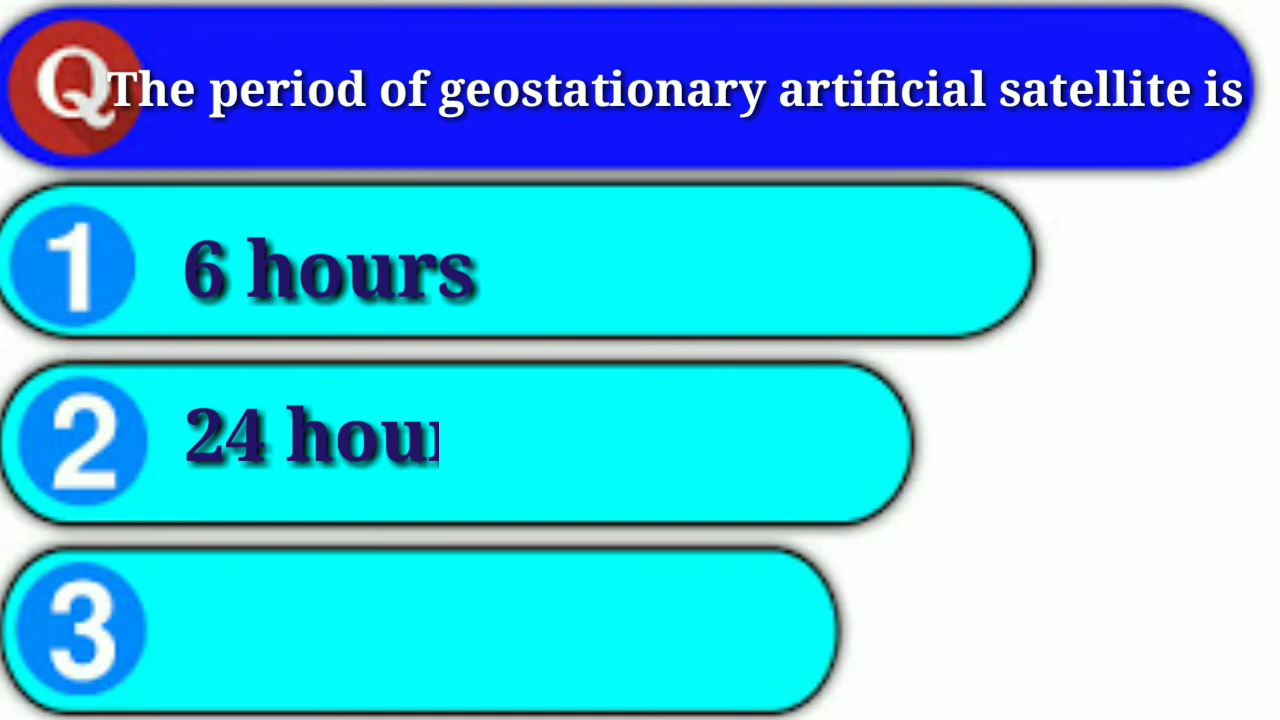 Q The period of geostationary artificial satellite is
1 6 hours
2 24 hou
3